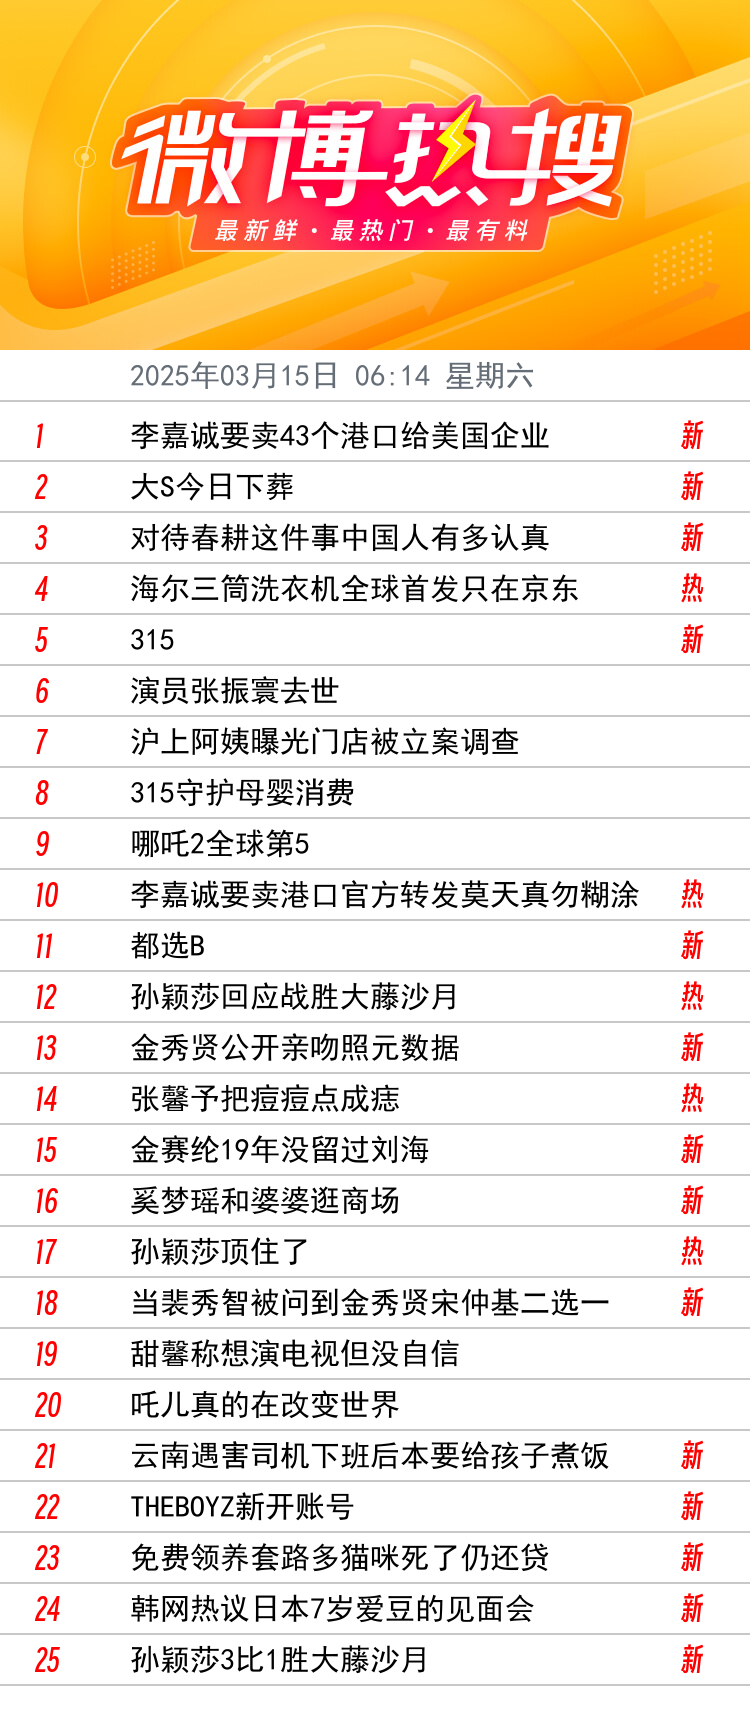 微博热搜
最新鲜·最热门·最有料
2025年03月15日 06:14 星期六
1 李嘉诚要卖43个港口给美国企业 新
2 大S今日下葬 新
3 对待春耕这件事中国人有多认真 新
4 海尔三筒洗衣机全球首发只在京东 热
5 315 新
6 演员张振寰去世
7 沪上阿姨曝光门店被立案调查
8 315守护母婴消费
9 哪吒2全球第5
10 李嘉诚要卖港口官方转发莫天真勿糊涂 热
11 都选B 新
12 孙颖莎回应战胜大藤沙月 热
13 金秀贤公开亲吻照元数据 新
14 张馨予把痘痘点成痣 热
15 金赛纶19年没留过刘海 新
16 奚梦瑶和婆婆逛商场 新
17 孙颖莎顶住了 热
18 当裴秀智被问到金秀贤宋仲基二选一 新
19 甜馨称想演电视但没自信
20 吒儿真的在改变世界
21 云南遇害司机下班后本要给孩子煮饭 新
22 THEBOYZ新开账号 新
23 免费领养套路多猫咪死了仍还贷 新
24 韩网热议日本7岁爱豆的见面会 新
25 孙颖莎3比1胜大藤沙月 新